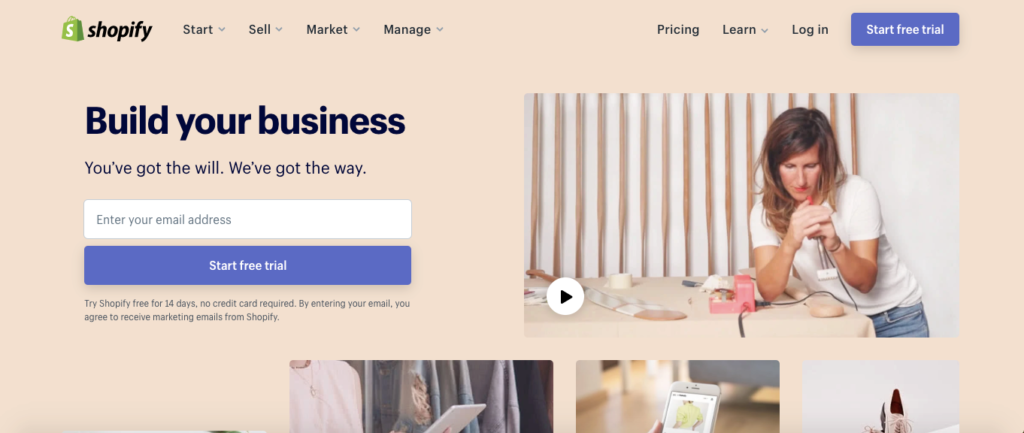 shopify
Start
Sell
Market
Manage
Pricing
Learn
Log in
Start free trial
Build your business
You’ve got the will. We’ve got the way.
Enter your email address
Start free trial
Try Shopify free for 14 days, no credit card required. By entering your email, you
agree to receive marketing emails from Shopify.